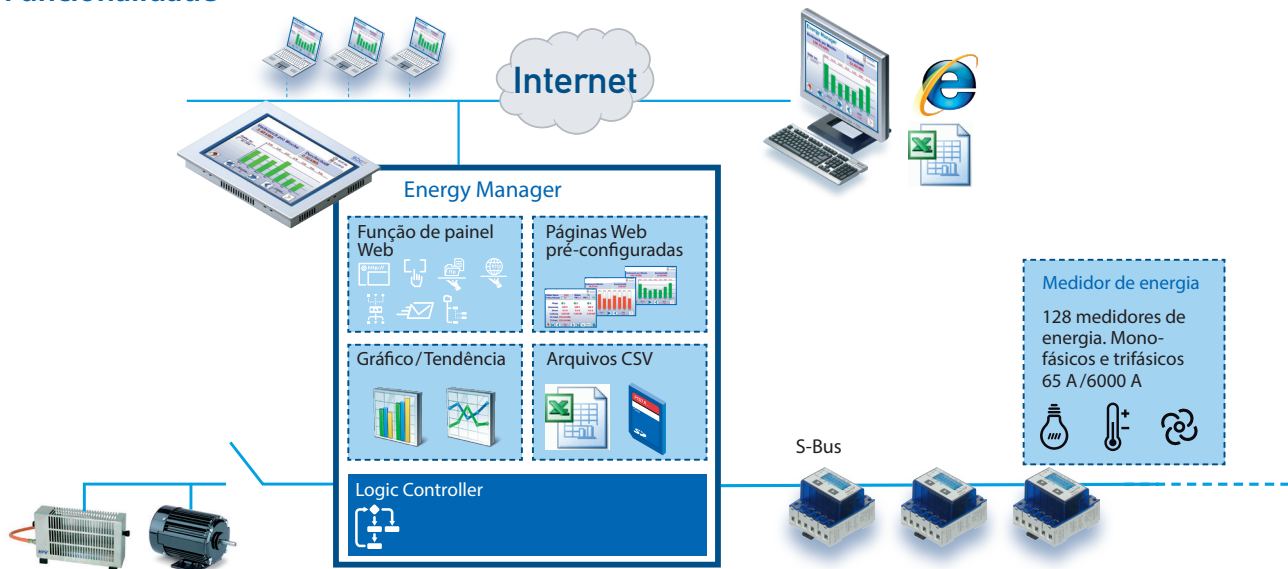 Internet
Energy Manager
Função de painel
Web
http://
Páginas Web
pré-configuradas
Gráfico/Tendência
Arquivos CSV
Logic Controller
S-Bus
Medidor de energia
128 medidores de
energia. Mono-
fásicos e trifásicos
65 A/6000 A